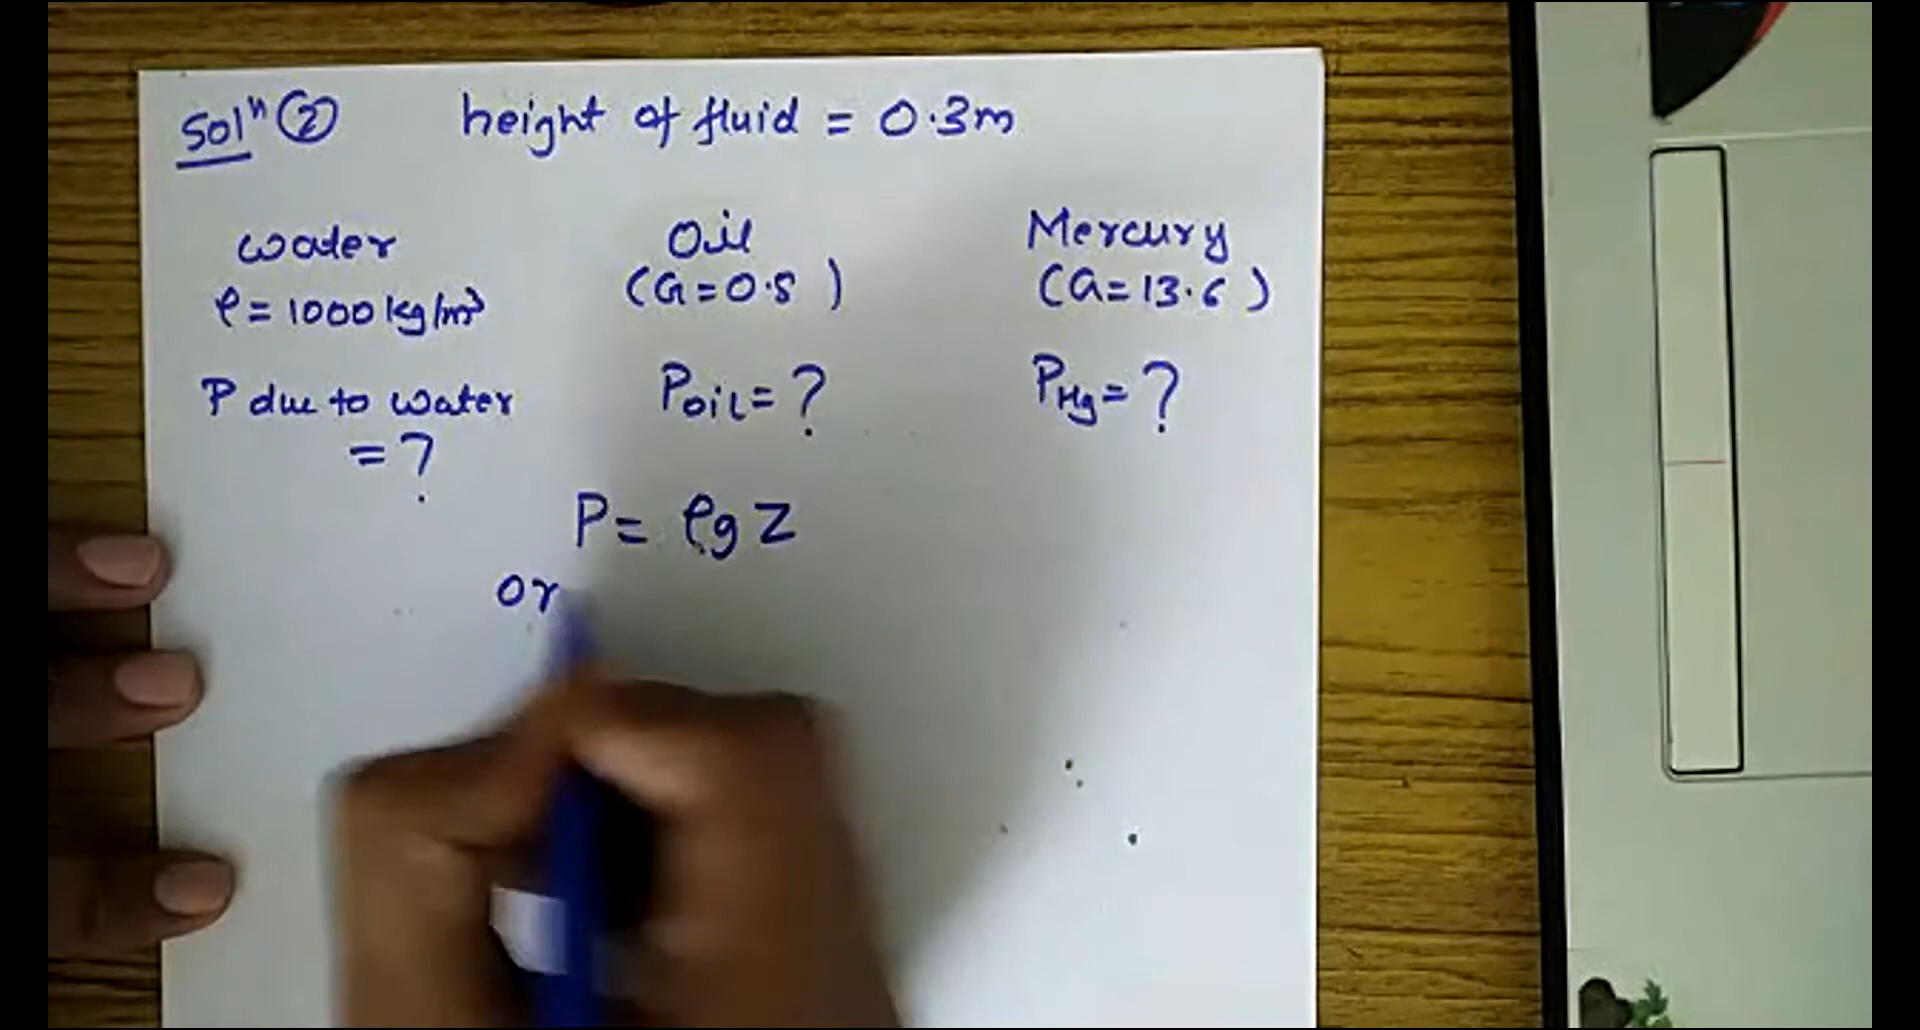 Solⁿ ② height of fluid = 0.3m
water
ρ = 1000 kg/m³
P due to water
= ?
Oil
(G = 0.8 )
Poil = ?
Mercury
(G = 13.6 )
PHg = ?
P = ρgz
or